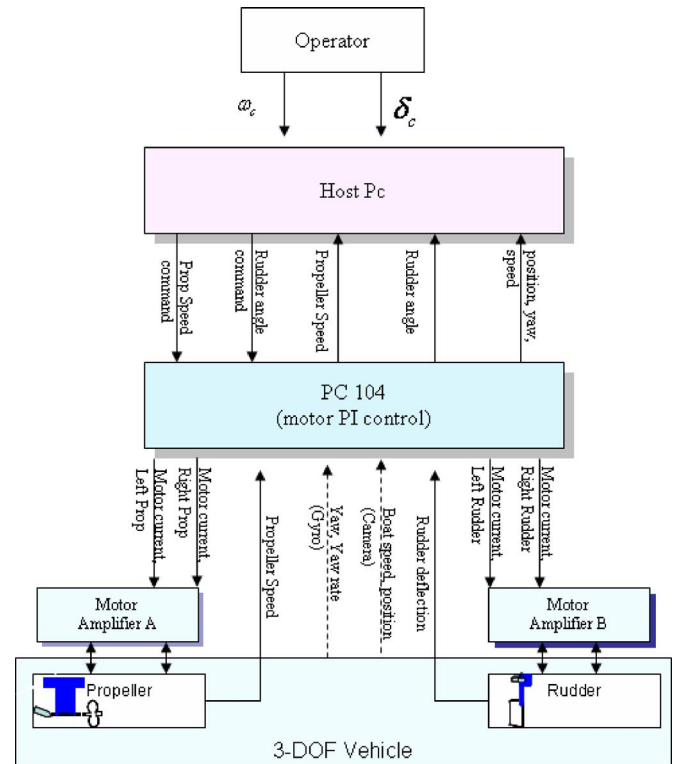 Operator
ω_c
δ_c
Host Pc
Prop Speed
command
Rudder angle
command
Propeller Speed
Rudder angle
position, yaw,
speed
PC 104
(motor PI control)
Motor current,
Left Prop
Motor current,
Right Prop
Propeller Speed
Yaw, Yaw rate
(Gyro)
Boat speed, position
(Camera)
Rudder deflection
Motor current,
Left Rudder
Motor current,
Right Rudder
Motor
Amplifier A
Motor
Amplifier B
Propeller
Rudder
3-DOF Vehicle